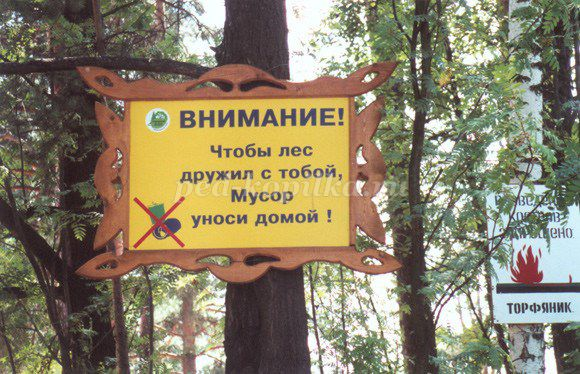 ВНИМАНИЕ!
Чтобы лес
дружил с тобой,
Мусор
уноси домой !
ТОРФЯНИК